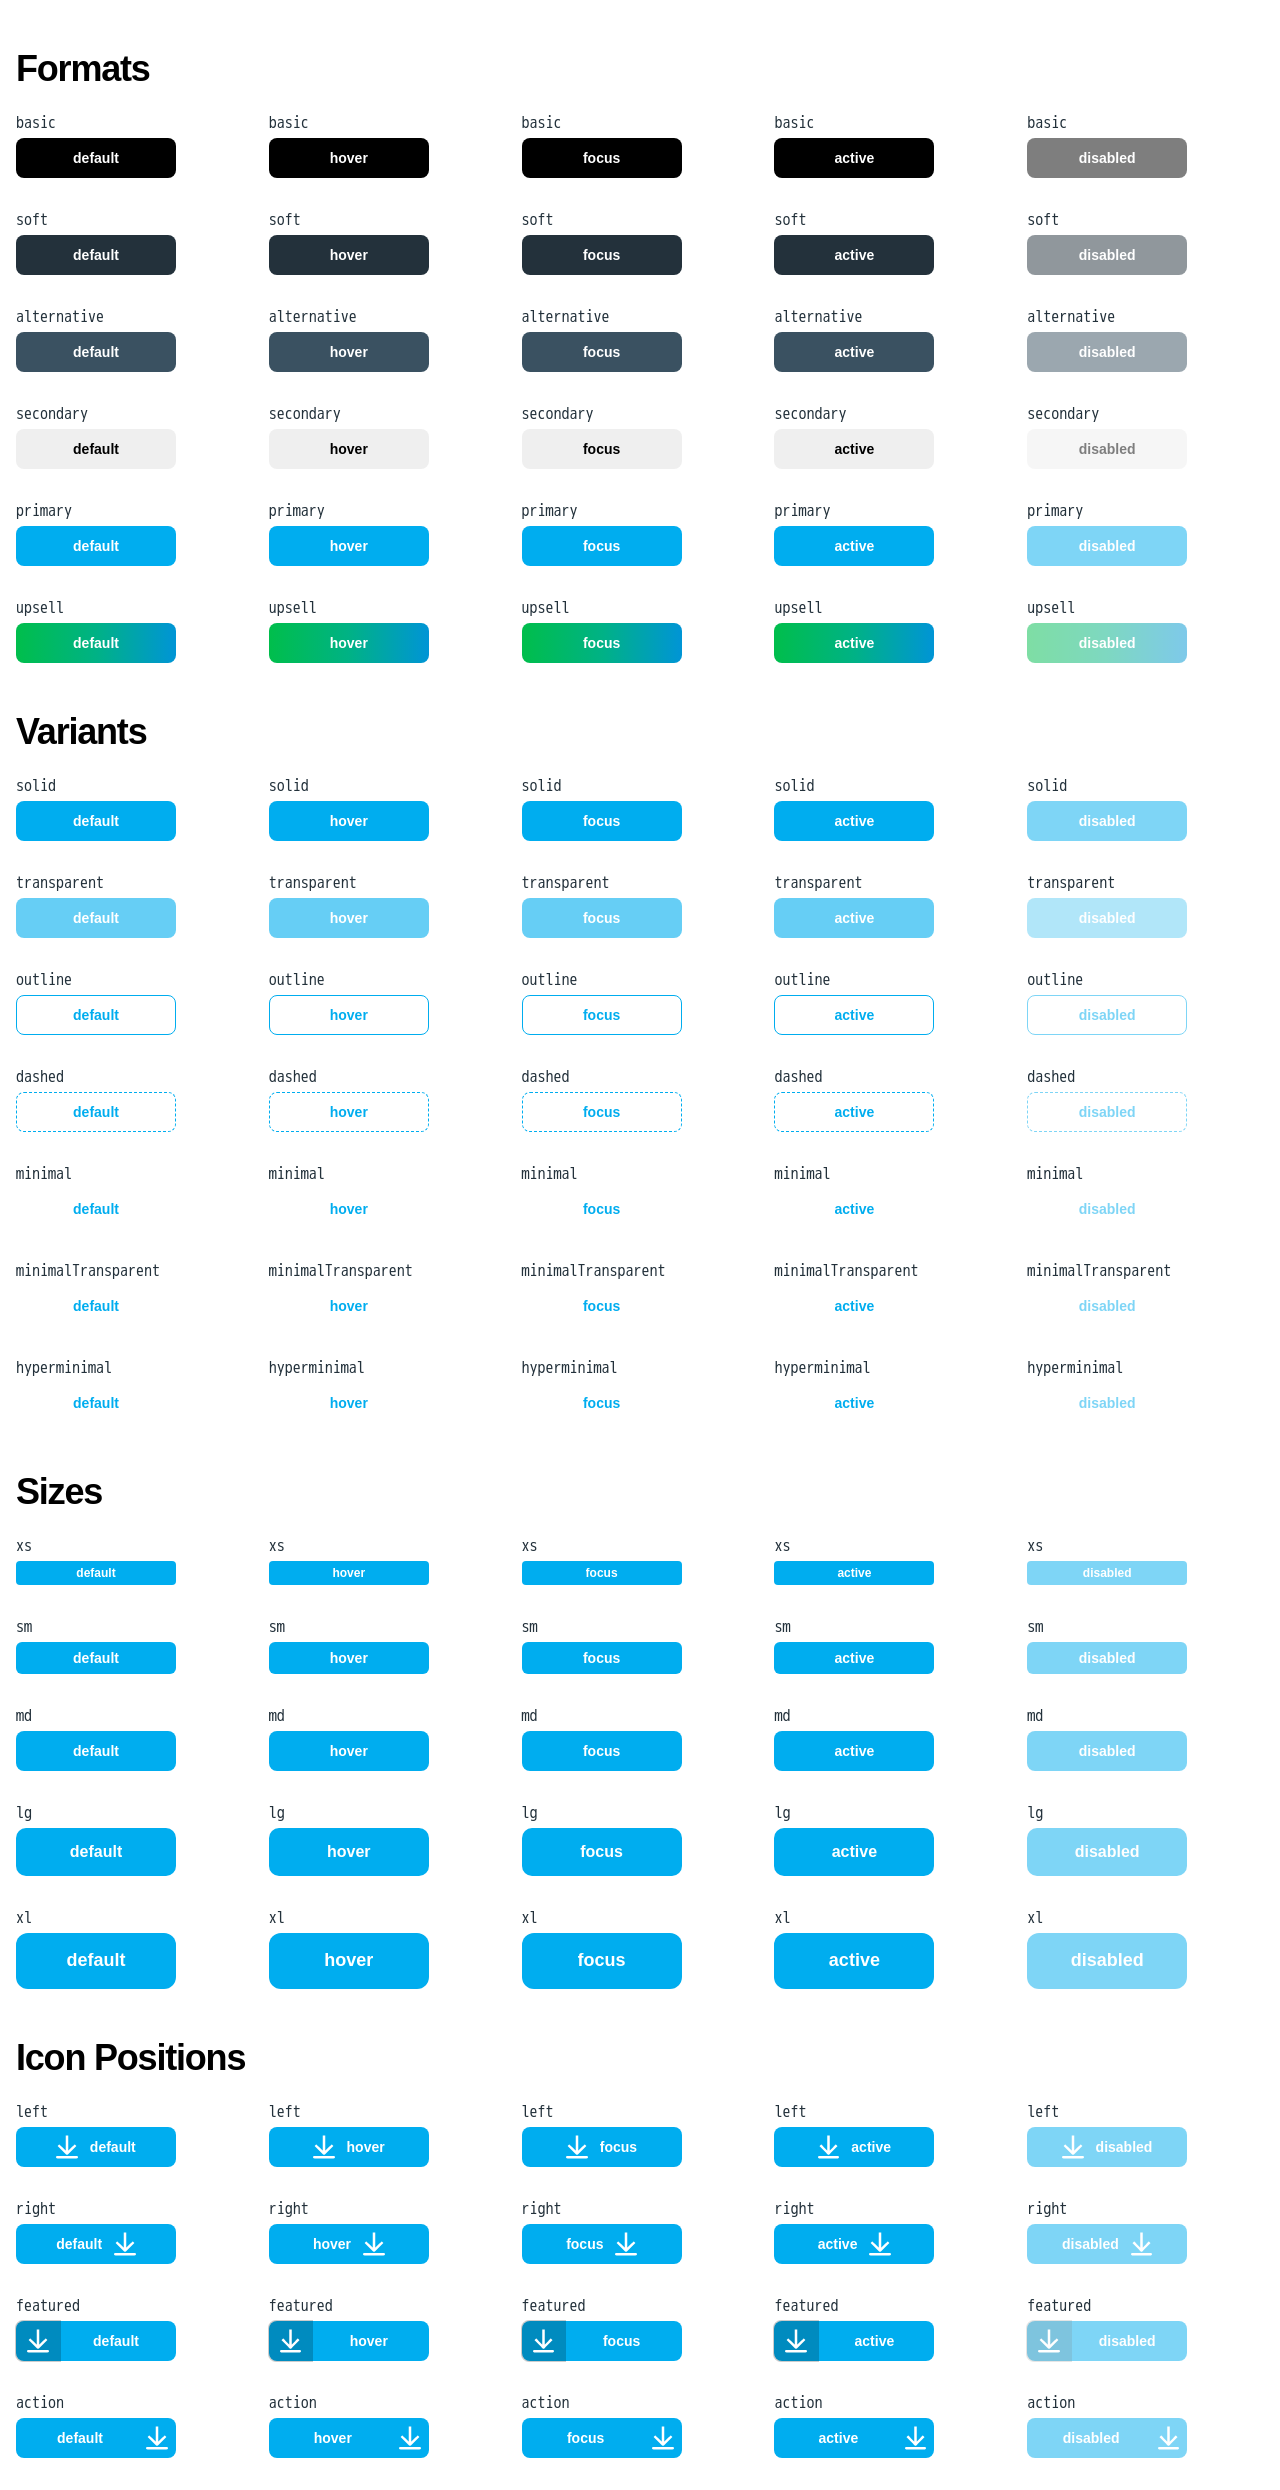 Formats
basic basic basic basic basic
default hover focus active disabled
soft soft soft soft soft
default hover focus active disabled
alternative alternative alternative alternative alternative
default hover focus active disabled
secondary secondary secondary secondary secondary
default hover focus active disabled
primary primary primary primary primary
default hover focus active disabled
upsell upsell upsell upsell upsell
default hover focus active disabled
Variants
solid solid solid solid solid
default hover focus active disabled
transparent transparent transparent transparent transparent
default hover focus active disabled
outline outline outline outline outline
default hover focus active disabled
dashed dashed dashed dashed dashed
default hover focus active disabled
minimal minimal minimal minimal minimal
default hover focus active disabled
minimalTransparent minimalTransparent minimalTransparent minimalTransparent minimalTransparent
default hover focus active disabled
hyperminimal hyperminimal hyperminimal hyperminimal hyperminimal
default hover focus active disabled
Sizes
xs xs xs xs xs
default hover focus active disabled
sm sm sm sm sm
default hover focus active disabled
md md md md md
default hover focus active disabled
lg lg lg lg lg
default hover focus active disabled
xl xl xl xl xl
default hover focus active disabled
Icon Positions
left left left left left
default hover focus active disabled
right right right right right
default hover focus active disabled
featured featured featured featured featured
default hover focus active disabled
action action action action action
default hover focus active disabled